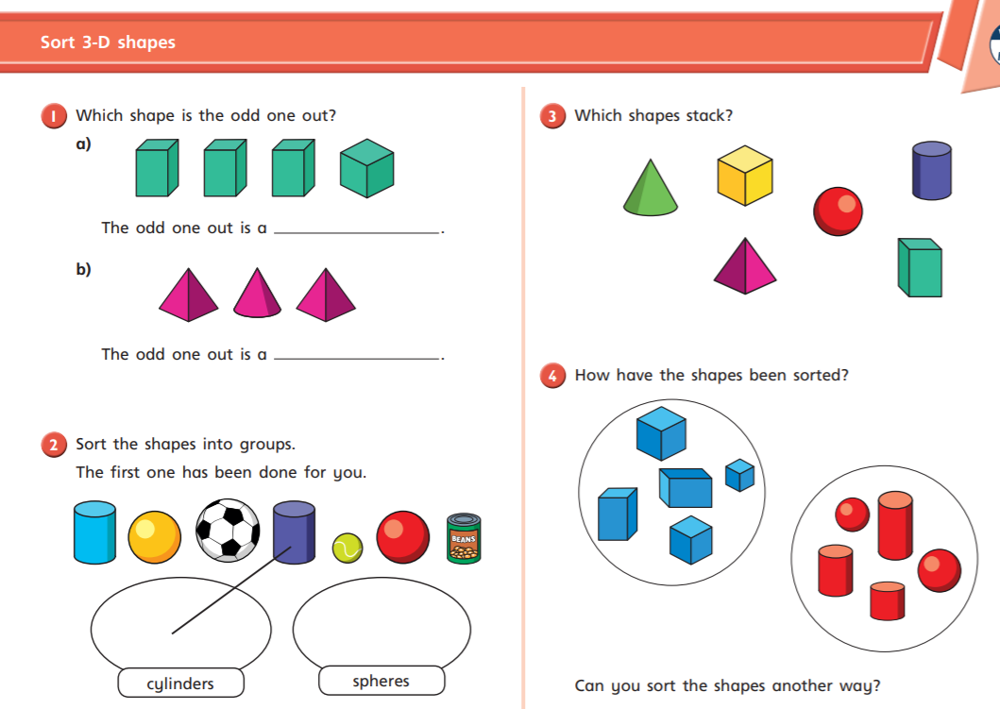 Sort 3-D shapes
1 Which shape is the odd one out?
a)
The odd one out is a ____________________.
b)
The odd one out is a ____________________.
2 Sort the shapes into groups.
The first one has been done for you.
BEANS
cylinders
spheres
3 Which shapes stack?
4 How have the shapes been sorted?
Can you sort the shapes another way?